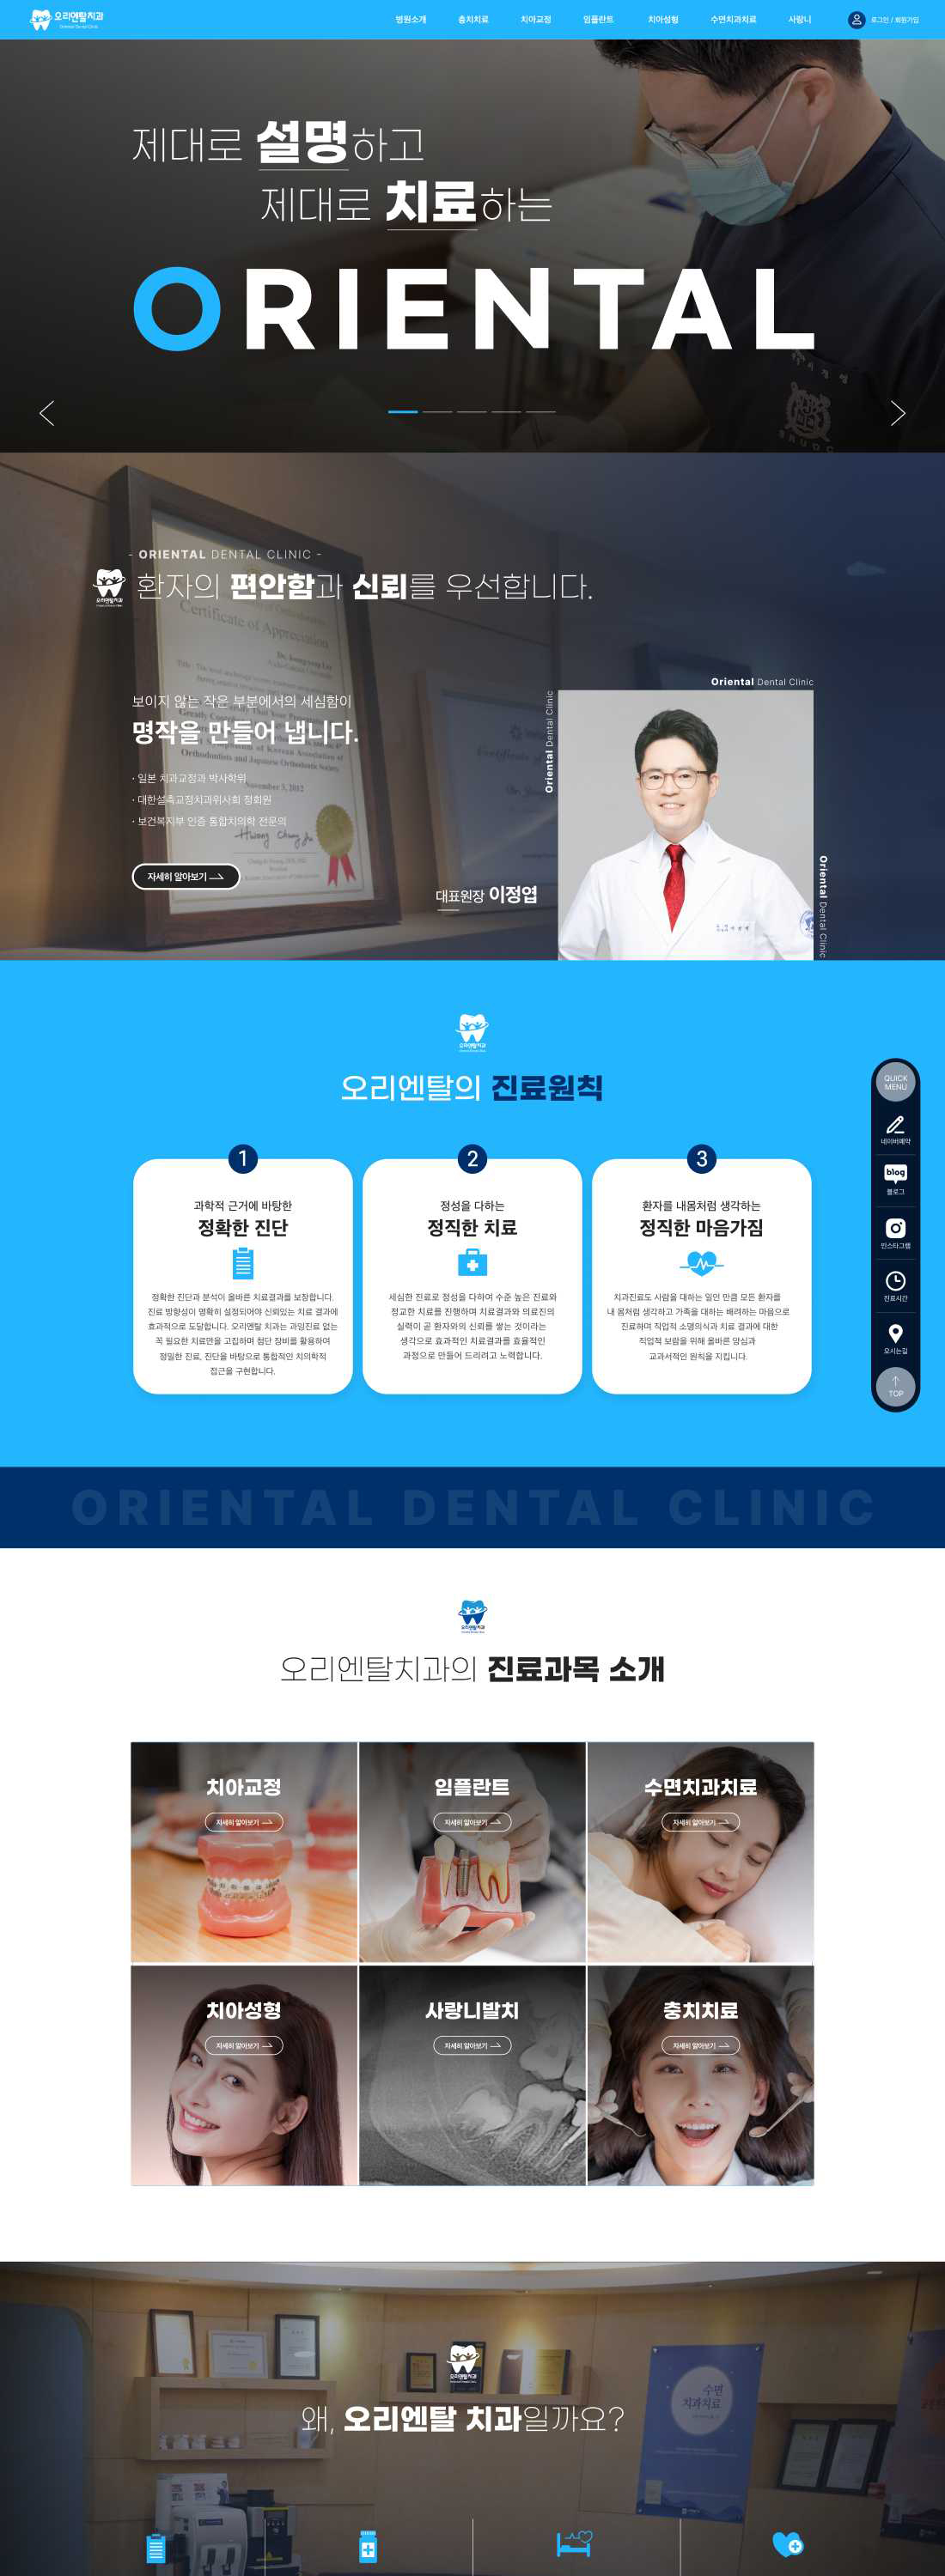 오리엔탈치과
병원소개 충치치료 치아교정 임플란트 치아성형 수면치과치료 사랑니
로그인 / 회원가입
제대로 설명하고
제대로 치료하는
ORIENTAL
- ORIENTAL DENTAL CLINIC -
오리엔탈치과
환자의 편안함과 신뢰를 우선합니다.
Certificate of Appreciation
Oriental Dental Clinic
Oriental Dental Clinic
Oriental Dental Clinic
보이지 않는 작은 부분에서의 세심함이
명작을 만들어 냅니다.
· 일본 치과교정과 박사학위
· 대한설측교정치과위사회 정회원
· 보건복지부 인증 통합치의학 전문의
November 3, 2012
자세히 알아보기
대표원장 이정엽
오리엔탈치과
오리엔탈의 진료원칙
1
과학적 근거에 바탕한
정확한 진단
정확한 진단과 분석이 올바른 치료결과를 보장합니다.
진료 방향성이 명확히 설정되어야 신뢰있는 치료 결과에
효과적으로 도달합니다. 오리엔탈 치과는 과잉진료 없는
꼭 필요한 치료만을 고집하며 첨단 장비를 활용하여
정밀한 진료, 진단을 바탕으로 통합적인 치의학적
접근을 구현합니다.
2
정성을 다하는
정직한 치료
세심한 진료로 정성을 다하여 수준 높은 진료와
정교한 치료를 진행하며 치료결과와 의료진의
실력이 곧 환자와의 신뢰를 쌓는 것이라는
생각으로 효과적인 치료결과를 효율적인
과정으로 만들어 드리려고 노력합니다.
3
환자를 내몸처럼 생각하는
정직한 마음가짐
치과진료도 사람을 대하는 일인 만큼 모든 환자를
내 몸처럼 생각하고 가족을 대하는 배려하는 마음으로
진료하며 직업적 소명의식과 치료 결과에 대한
직업적 보람을 위해 올바른 양심과
교과서적인 원칙을 지킵니다.
QUICK
MENU
네이버예약
blog
블로그
인스타그램
진료시간
오시는길
TOP
ORIENTAL DENTAL CLINIC
오리엔탈치과
오리엔탈치과의 진료과목 소개
치아교정
자세히 알아보기
임플란트
자세히 알아보기
수면치과치료
자세히 알아보기
치아성형
자세히 알아보기
사랑니발치
자세히 알아보기
충치치료
자세히 알아보기
오리엔탈치과
수면
치과치료
왜, 오리엔탈 치과일까요?